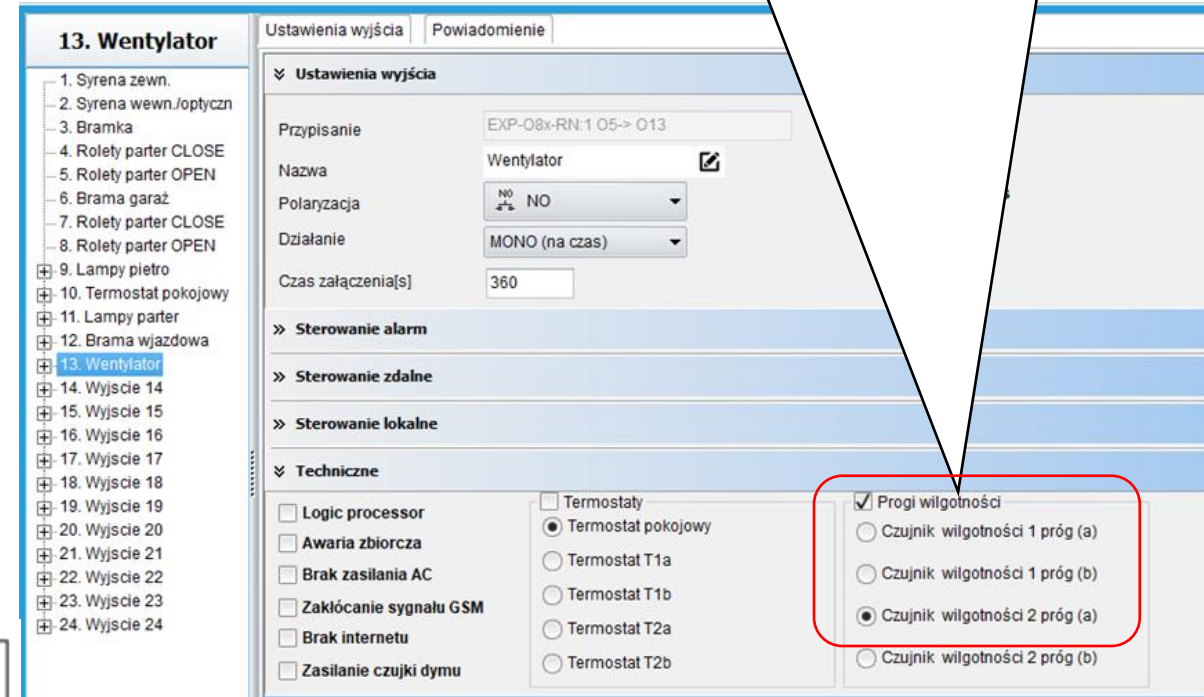 13. Wentylator
1. Syrena zewn.
2. Syrena wewn./optyczn
3. Bramka
4. Rolety parter CLOSE
5. Rolety parter OPEN
6. Brama garaż
7. Rolety parter CLOSE
8. Rolety parter OPEN
9. Lampy pietro
10. Termostat pokojowy
11. Lampy parter
12. Brama wjazdowa
13. Wentylator
14. Wyjscie 14
15. Wyjscie 15
16. Wyjscie 16
17. Wyjscie 17
18. Wyjscie 18
19. Wyjscie 19
20. Wyjscie 20
21. Wyjscie 21
22. Wyjscie 22
23. Wyjscie 23
24. Wyjscie 24
Ustawienia wyjścia Powiadomienie
Ustawienia wyjścia
Przypisanie EXP-O8x-RN:1 O5-> O13
Nazwa Wentylator
Polaryzacja NO NO
Działanie MONO (na czas)
Czas załączenia[s] 360
Sterowanie alarm
Sterowanie zdalne
Sterowanie lokalne
Techniczne
Logic processor
Awaria zbiorcza
Brak zasilania AC
Zakłócanie sygnału GSM
Brak internetu
Zasilanie czujki dymu
Termostaty
Termostat pokojowy
Termostat T1a
Termostat T1b
Termostat T2a
Termostat T2b
Progi wilgotności
Czujnik wilgotności 1 próg (a)
Czujnik wilgotności 1 próg (b)
Czujnik wilgotności 2 próg (a)
Czujnik wilgotności 2 próg (b)